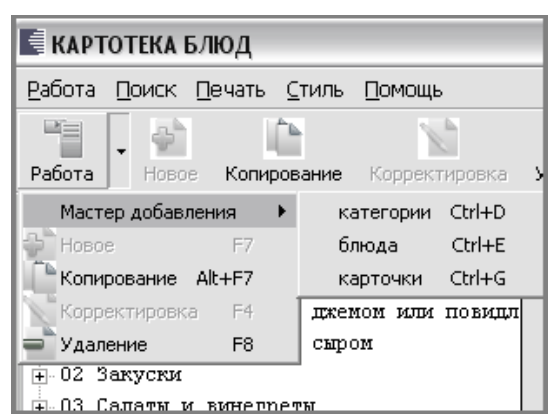 КАРТОТЕКА БЛЮД
Работа Поиск Печать Стиль Помощь
Работа Новое Копирование Корректировка
Мастер добавления
Новое F7
Копирование Alt+F7
Корректировка F4
Удаление F8
категории Ctrl+D
блюда Ctrl+E
карточки Ctrl+G
джемом или повидл
сыром
02 Закуски
03 Салаты и винегреты